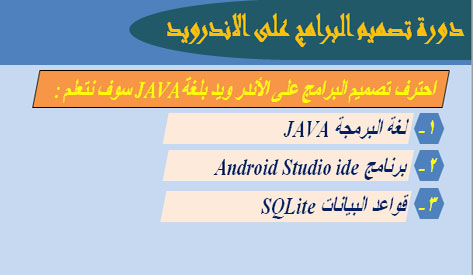 دورة تصميم البرامج على الاندرويد
احترف تصميم البرامج على الأندرويد بلغة JAVA سوف نتعلم :
١ - لغة البرمجة JAVA
٢ - برنامج Android Studio ide
٣ - قواعد البيانات SQLite